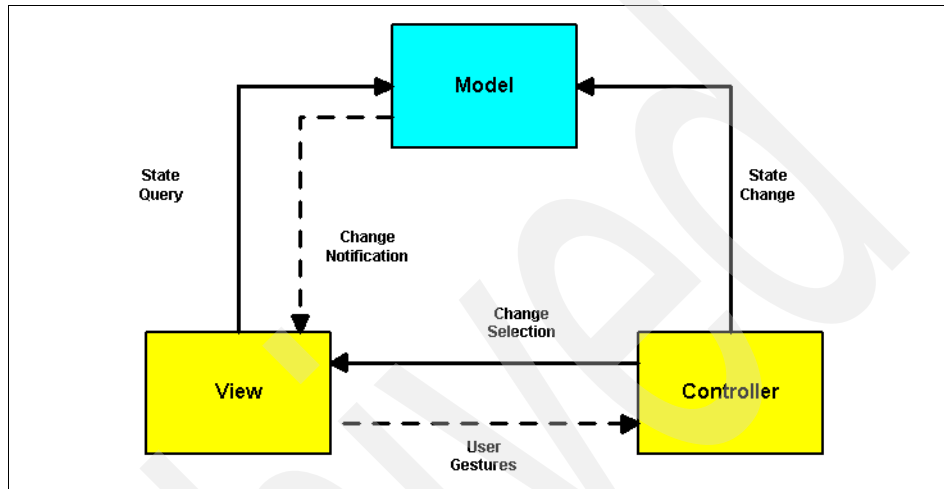 Model
State
Query
State
Change
Change
Notification
Change
Selection
View
Controller
User
Gestures